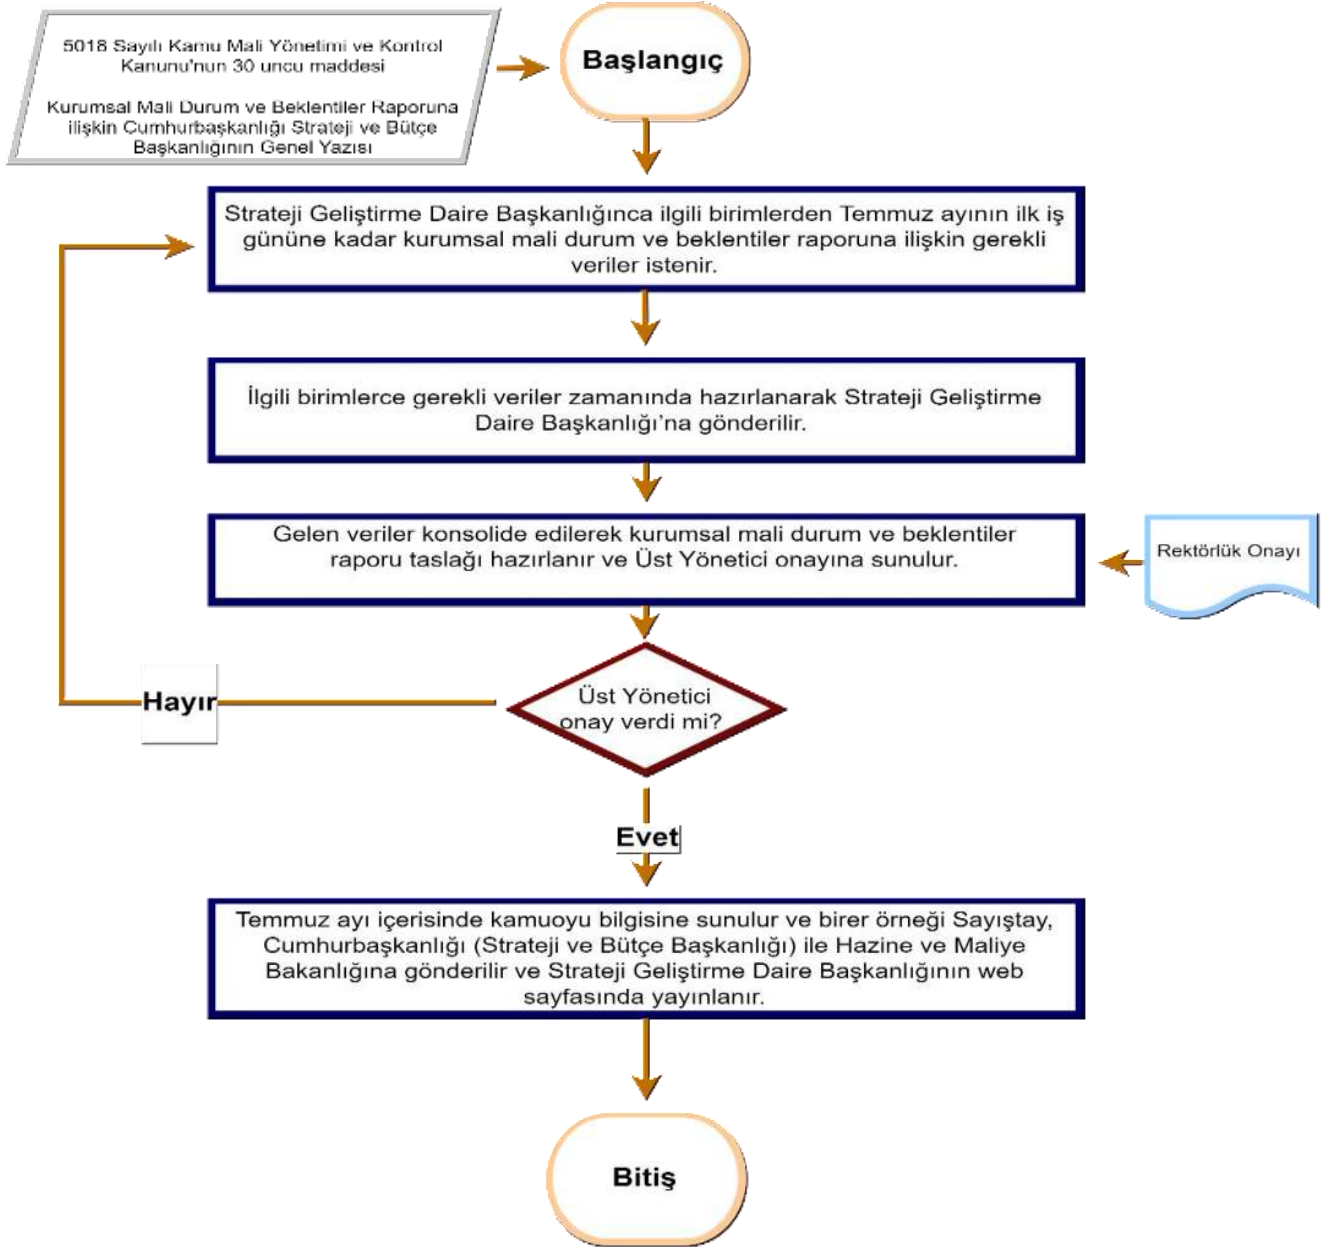 5018 Sayılı Kamu Mali Yönetimi ve Kontrol
Kanunu'nun 30 uncu maddesi
Kurumsal Mali Durum ve Beklentiler Raporuna
ilişkin Cumhurbaşkanlığı Strateji ve Bütçe
Başkanlığının Genel Yazısı
Başlangıç
Strateji Geliştirme Daire Başkanlığınca ilgili birimlerden Temmuz ayının ilk iş
gününe kadar kurumsal mali durum ve beklentiler raporuna ilişkin gerekli
veriler istenir.
İlgili birimlerce gerekli veriler zamanında hazırlanarak Strateji Geliştirme
Daire Başkanlığı’na gönderilir.
Gelen veriler konsolide edilerek kurumsal mali durum ve beklentiler
raporu taslağı hazırlanır ve Üst Yönetici onayına sunulur.
Rektörlük Onayı
Üst Yönetici
onay verdi mi?
Hayır
Evet
Temmuz ayı içerisinde kamuoyu bilgisine sunulur ve birer örneği Sayıştay,
Cumhurbaşkanlığı (Strateji ve Bütçe Başkanlığı) ile Hazine ve Maliye
Bakanlığına gönderilir ve Strateji Geliştirme Daire Başkanlığının web
sayfasında yayınlanır.
Bitiş